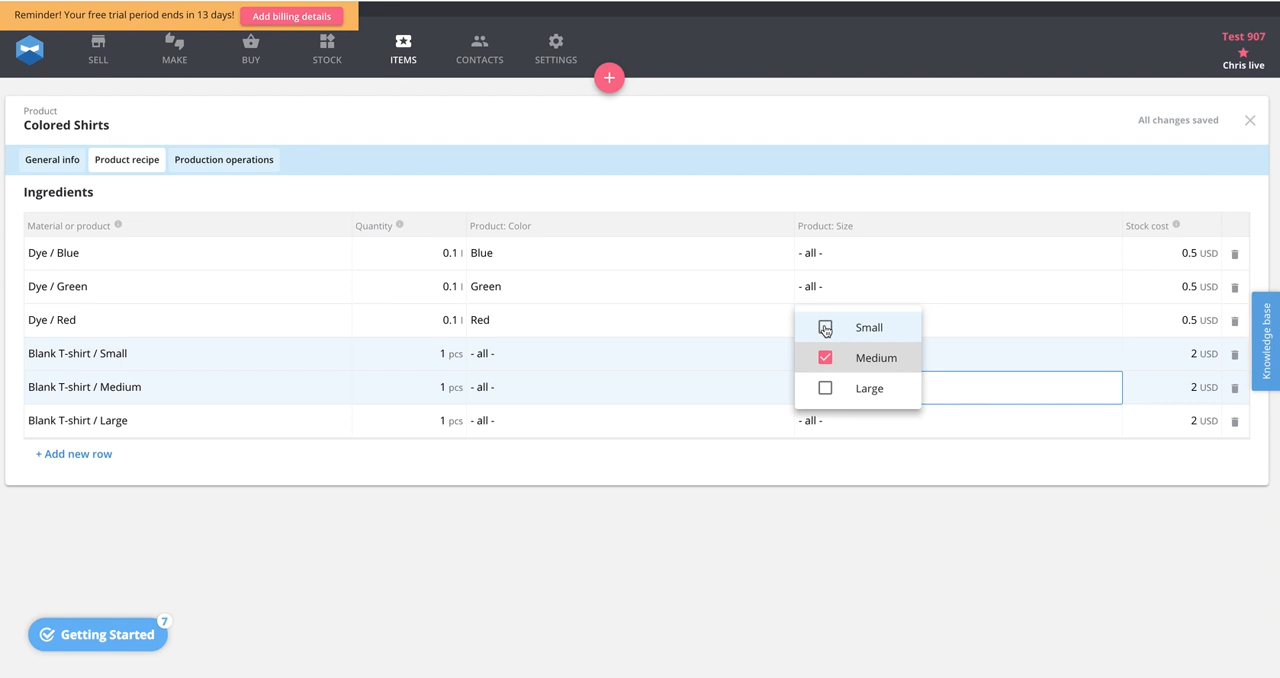 Reminder! Your free trial period ends in 13 days! Add billing details
SELL MAKE BUY STOCK ITEMS CONTACTS SETTINGS
Test 907
Chris live
+
Product
Colored Shirts
All changes saved
General info Product recipe Production operations
Ingredients
Material or product Quantity Product: Color Product: Size Stock cost
Dye / Blue 0.1 l Blue - all - 0.5 USD
Dye / Green 0.1 l Green - all - 0.5 USD
Dye / Red 0.1 l Red 0.5 USD
Small
Blank T-shirt / Small 1 pcs - all - 2 USD
Medium
Blank T-shirt / Medium 1 pcs - all - 2 USD
Large
Blank T-shirt / Large 1 pcs - all - - all - 2 USD
+ Add new row
Knowledge base
Getting Started 7